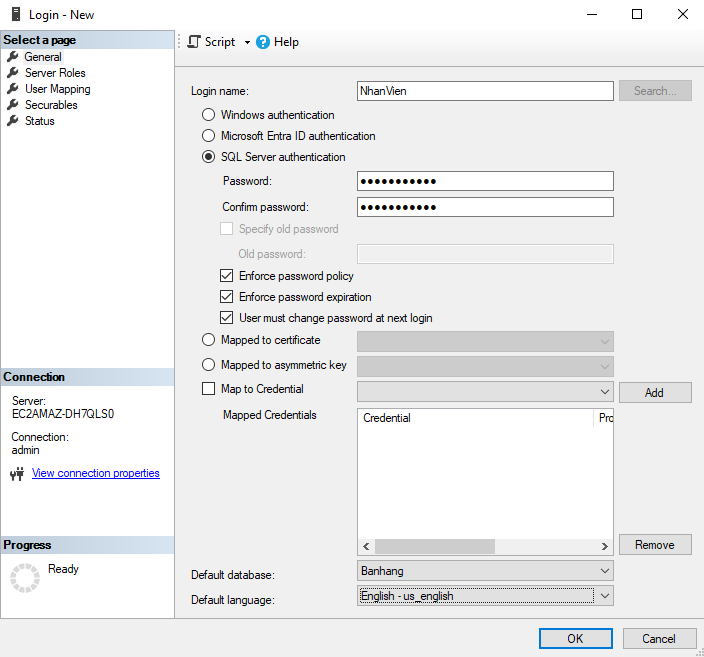 Login - New
Select a page
General
Server Roles
User Mapping
Securables
Status
Script
Help
Login name:
NhanVien
Search...
Windows authentication
Microsoft Entra ID authentication
SQL Server authentication
Password:
●●●●●●●●●●●
Confirm password:
●●●●●●●●●●●
Specify old password
Old password:
Enforce password policy
Enforce password expiration
User must change password at next login
Mapped to certificate
Mapped to asymmetric key
Map to Credential
Add
Mapped Credentials
Credential
Pro
Remove
Default database:
Banhang
Default language:
English - us_english
Connection
Server:
EC2AMAZ-DH7QLS0
Connection:
admin
View connection properties
Progress
Ready
OK
Cancel